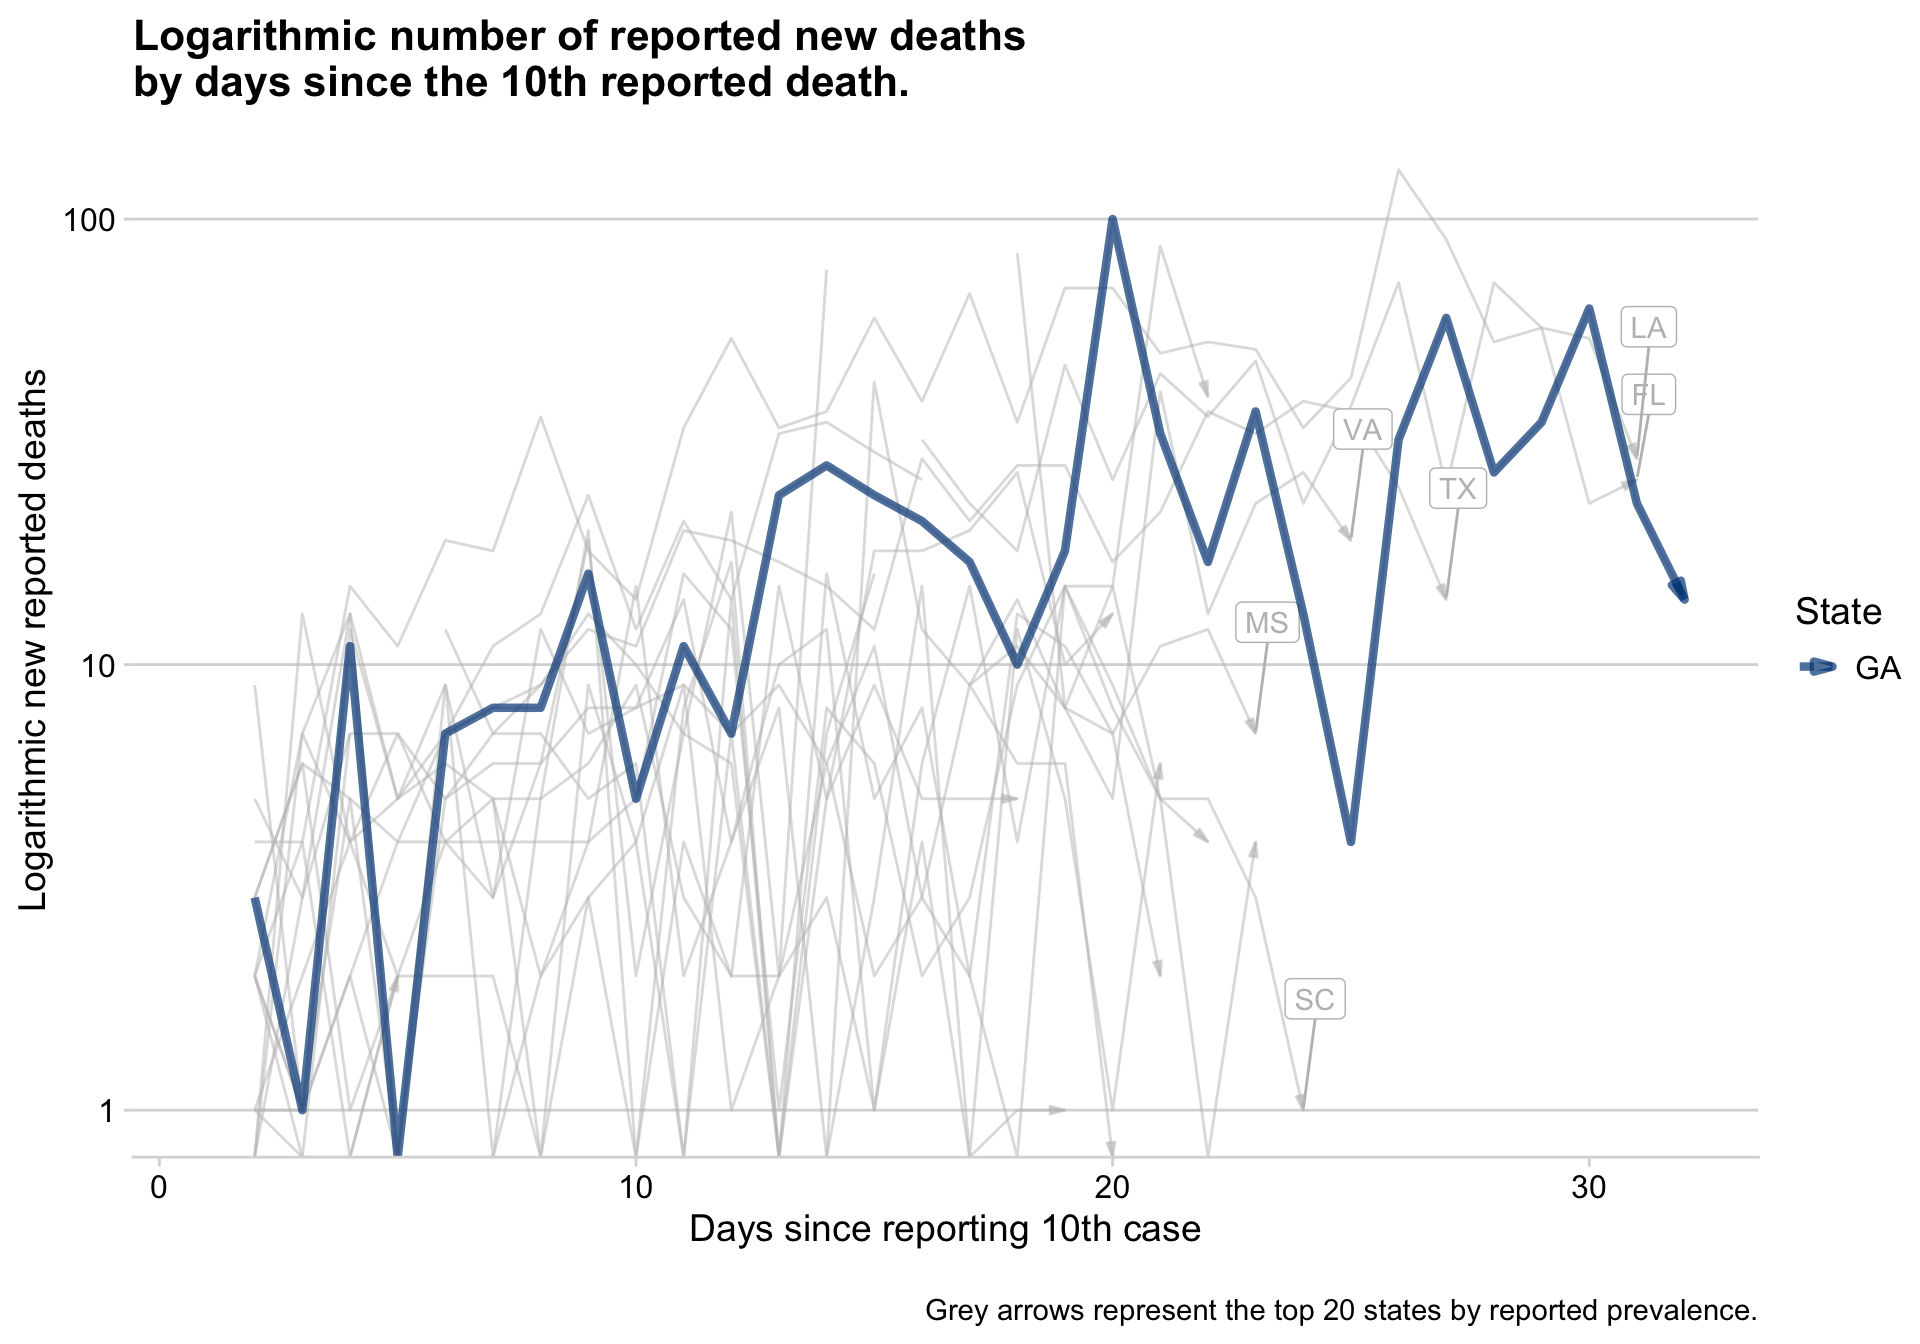 Logarithmic number of reported new deaths
by days since the 10th reported death.
Logarithmic new reported deaths
100
10
1
LA
FL
VA
TX
MS
SC
State
GA
0 10 20 30
Days since reporting 10th case
Grey arrows represent the top 20 states by reported prevalence.